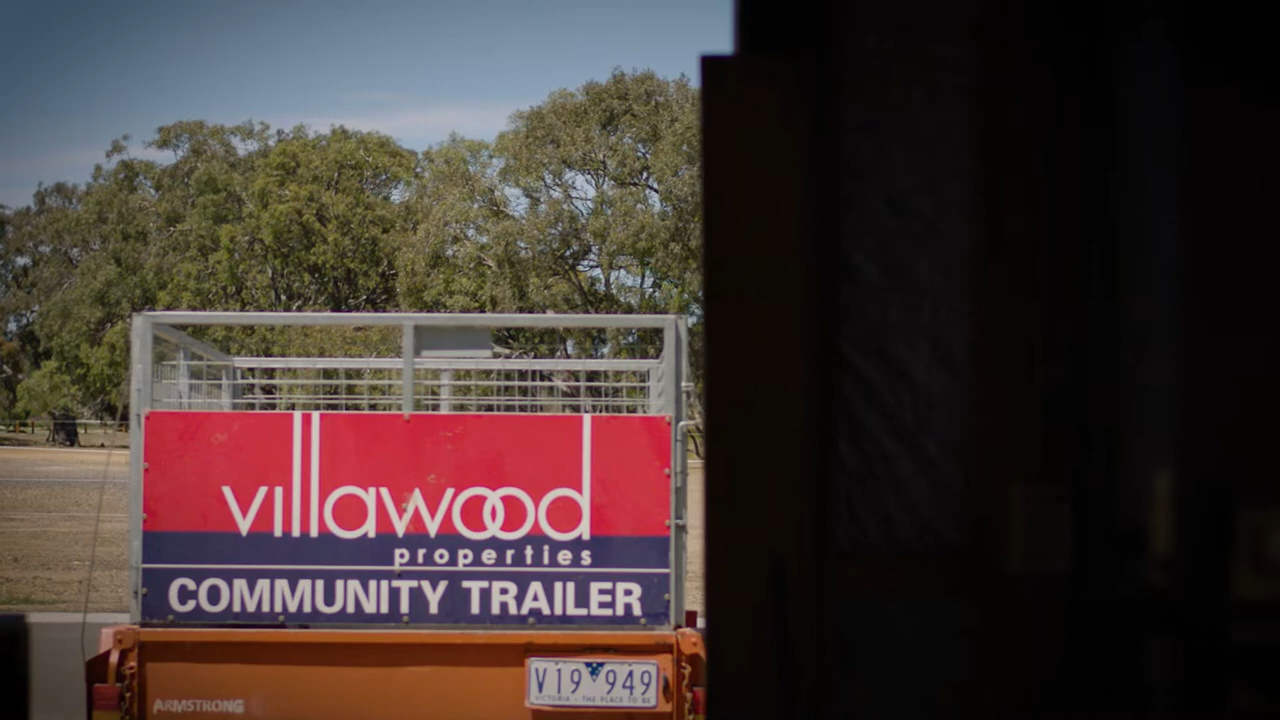 villawood
properties
COMMUNITY TRAILER
V19 949
VICTORIA - THE PLACE TO BE
ARMSTRONG